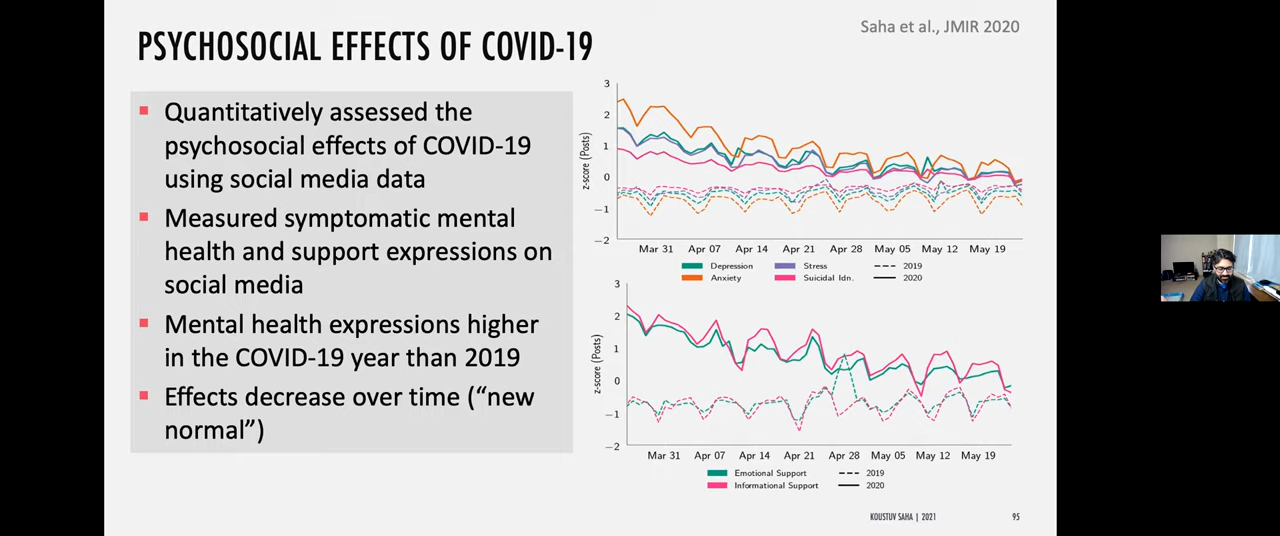 PSYCHOSOCIAL EFFECTS OF COVID-19
Saha et al., JMIR 2020
Quantitatively assessed the
psychosocial effects of COVID-19
using social media data
Measured symptomatic mental
health and support expressions on
social media
Mental health expressions higher
in the COVID-19 year than 2019
Effects decrease over time (“new
normal”)
3
2
1
0
−1
−2
z-score (Posts)
Mar 31 Apr 07 Apr 14 Apr 21 Apr 28 May 05 May 12 May 19
Depression Stress 2019
Anxiety Suicidal Idn. 2020
3
2
1
0
−1
−2
z-score (Posts)
Mar 31 Apr 07 Apr 14 Apr 21 Apr 28 May 05 May 12 May 19
Emotional Support 2019
Informational Support 2020
KOUSTUV SAHA | 2021 95